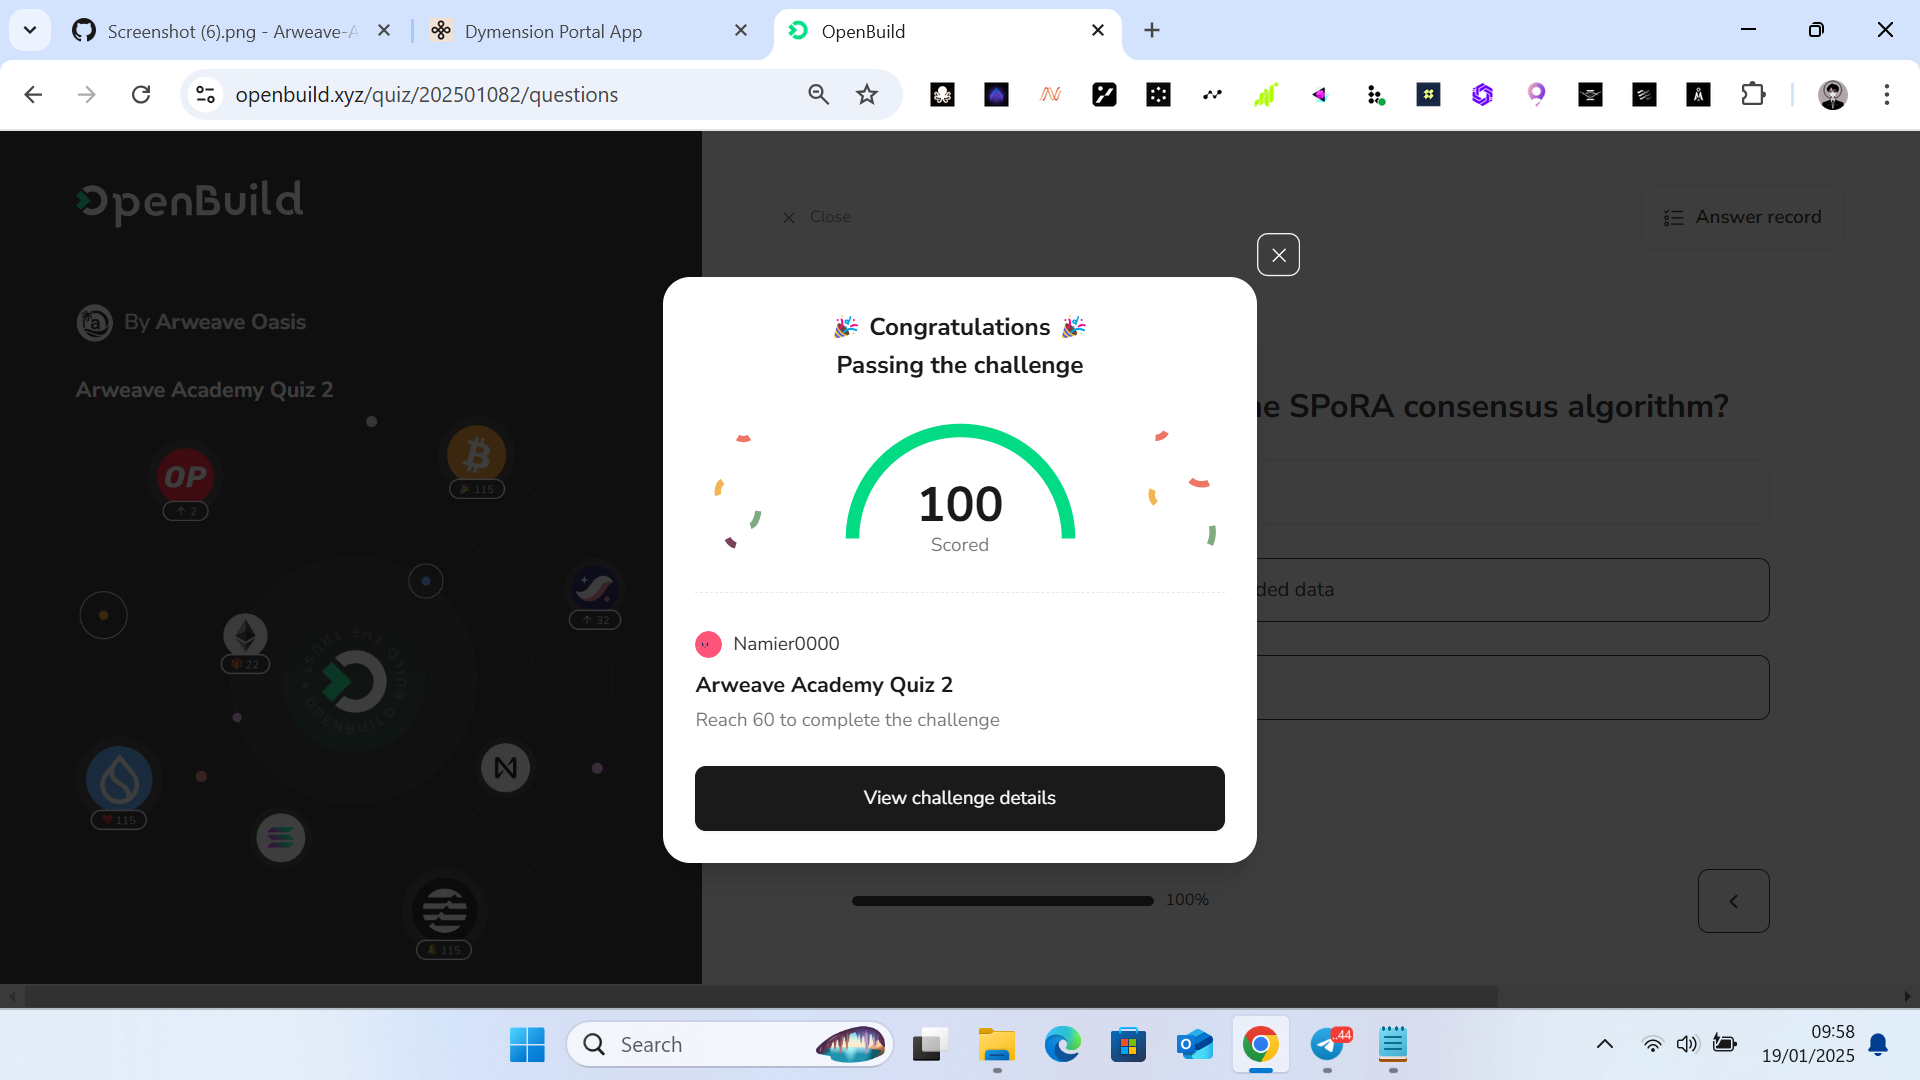 Screenshot (6).png - Arweave-A
Dymension Portal App
OpenBuild
openbuild.xyz/quiz/202501082/questions
OpenBuild
Close
Answer record
By Arweave Oasis
Arweave Academy Quiz 2
Congratulations
Passing the challenge
SPoRA consensus algorithm?
100
Scored
data
Namier0000
Arweave Academy Quiz 2
Reach 60 to complete the challenge
View challenge details
100%
OP
2
115
32
22
BUILD THE TRUST + OPENBUILD
115
115
Search
44
09:58
19/01/2025